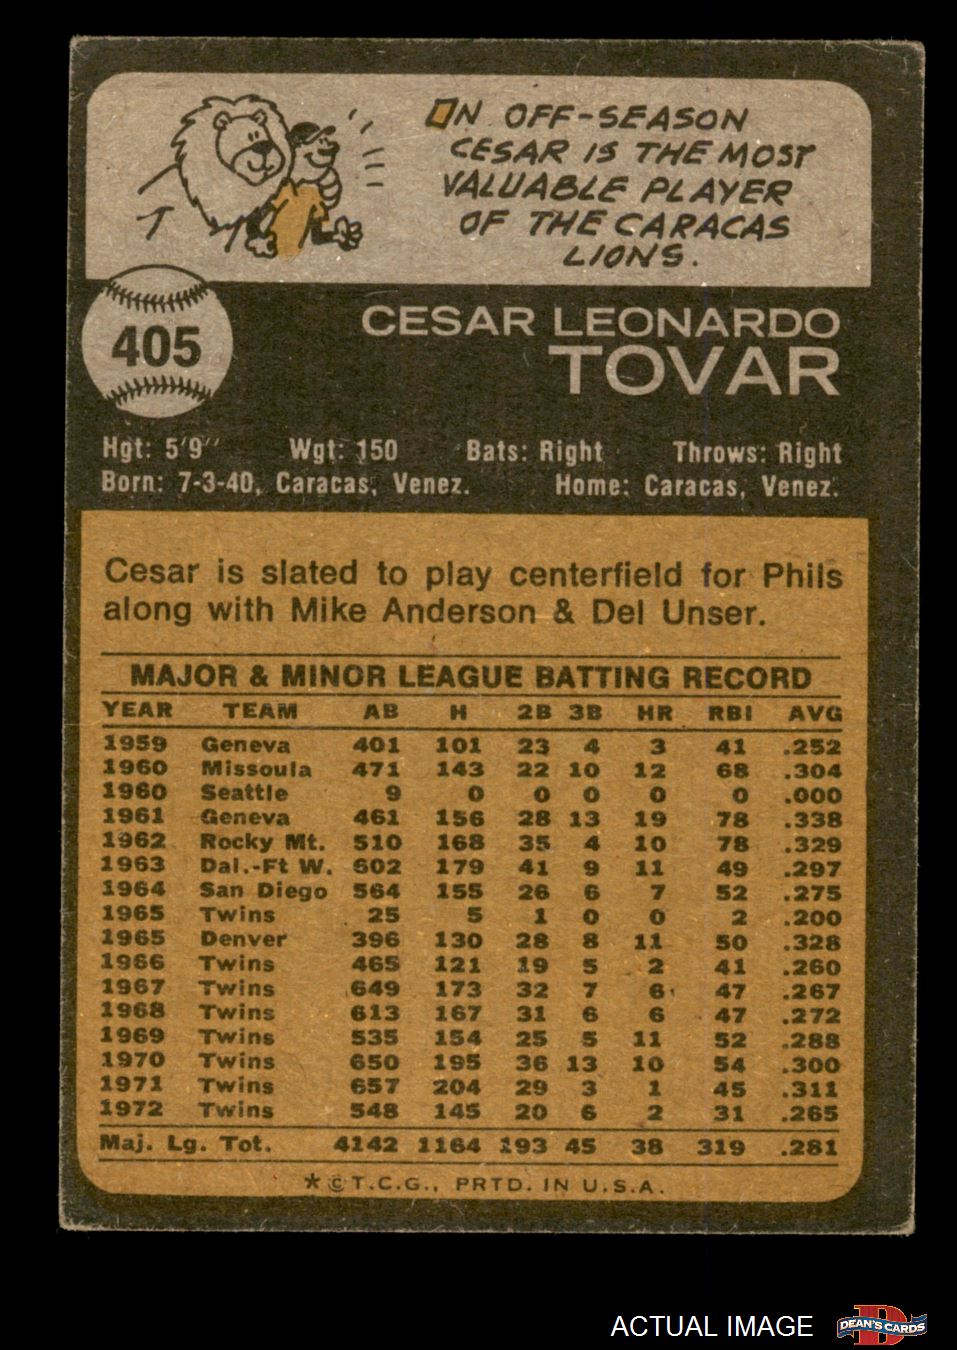 ON OFF-SEASON
CESAR IS THE MOST
VALUABLE PLAYER
OF THE CARACAS
LIONS.
405
CESAR LEONARDO
TOVAR
Hgt: 5'9" Wgt: 150 Bats: Right Throws: Right
Born: 7-3-40, Caracas, Venez. Home: Caracas, Venez.
Cesar is slated to play centerfield for Phils
along with Mike Anderson & Del Unser.
MAJOR & MINOR LEAGUE BATTING RECORD
YEAR TEAM AB H 2B 3B HR RBI AVG
1959 Geneva 401 101 23 4 3 41 .252
1960 Missoula 471 143 22 10 12 68 .304
1960 Seattle 9 0 0 0 0 0 .000
1961 Geneva 461 156 28 13 19 78 .338
1962 Rocky Mt. 510 168 35 4 10 78 .329
1963 Dal.-Ft W. 602 179 41 9 11 49 .297
1964 San Diego 564 155 26 6 7 52 .275
1965 Twins 25 5 1 0 0 2 .200
1965 Denver 396 130 28 8 11 50 .328
1966 Twins 465 121 19 5 2 41 .260
1967 Twins 649 173 32 7 6 47 .267
1968 Twins 613 167 31 6 6 47 .272
1969 Twins 535 154 25 5 11 52 .288
1970 Twins 650 195 36 13 10 54 .300
1971 Twins 657 204 29 3 1 45 .311
1972 Twins 548 145 20 6 2 31 .265
Maj. Lg. Tot. 4142 1164 193 45 38 319 .281
*©T.C.G., PRTD. IN U.S.A.
ACTUAL IMAGE
DEAN'S CARDS